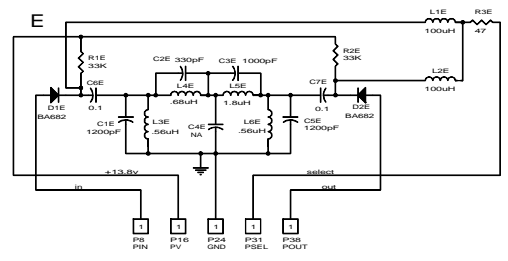 E
L1E
100uH
R3E
47
R1E
33K
C2E 330pF
C3E 1000pF
R2E
33K
L4E
.68uH
L5E
1.8uH
L2E
100uH
C6E
0.1
C7E
0.1
D1E
BA682
D2E
BA682
C1E
1200pF
L3E
.56uH
C4E
NA
L6E
.56uH
C5E
1200pF
+13.8v
select
in
out
1
1
1
1
1
P8
PIN
P16
PV
P24
GND
P31
PSEL
P38
POUT